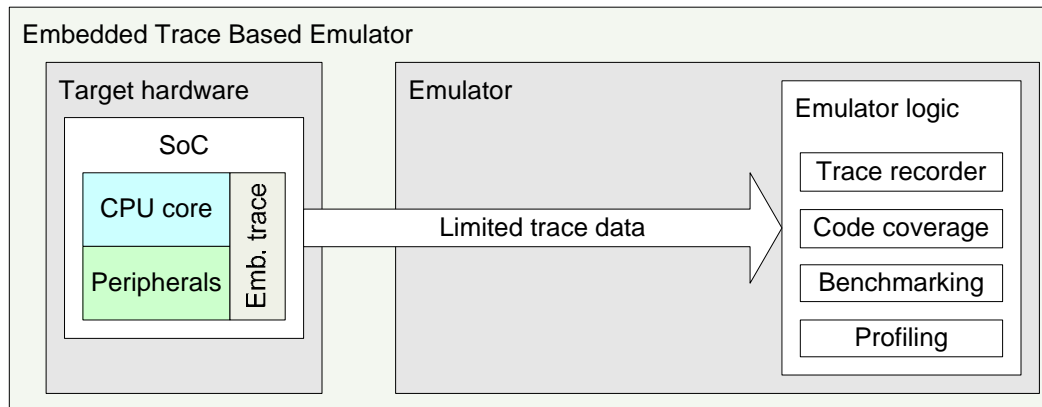 Embedded Trace Based Emulator
Target hardware
SoC
CPU core
Peripherals
Emb. trace
Limited trace data
Emulator
Emulator logic
Trace recorder
Code coverage
Benchmarking
Profiling